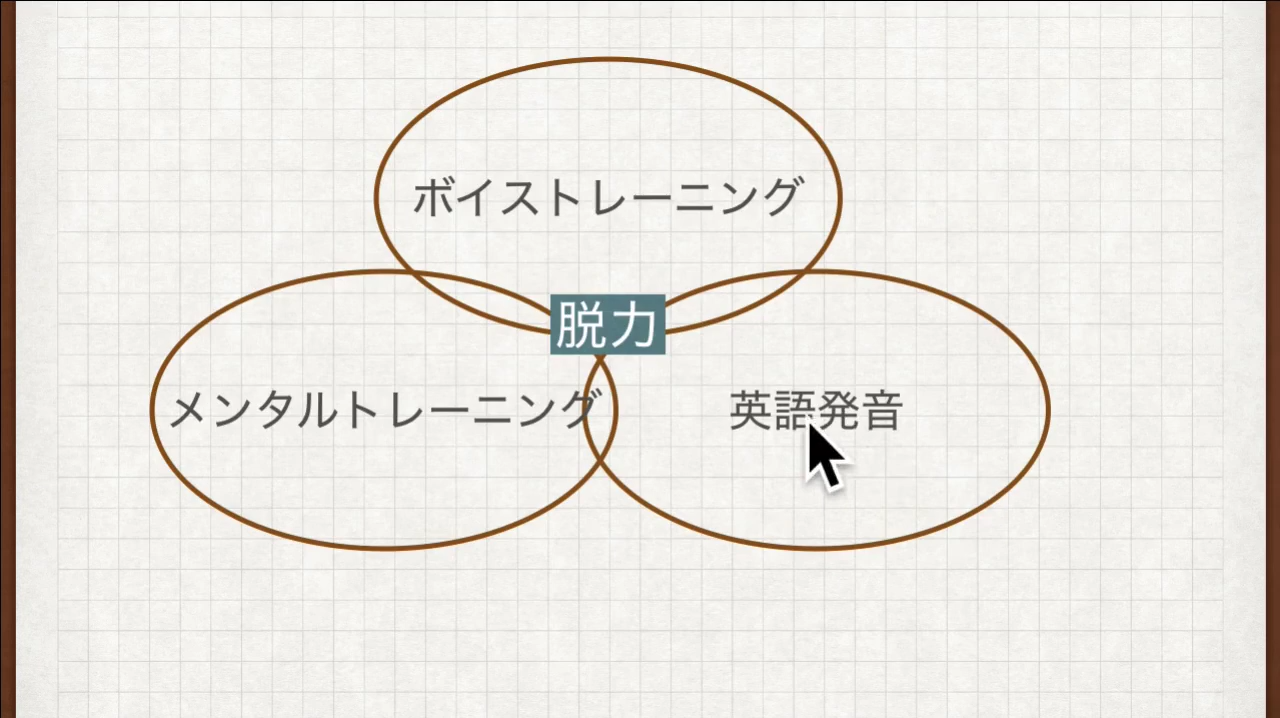 ボイストレーニング
脱力
メンタルトレーニング
英語発音